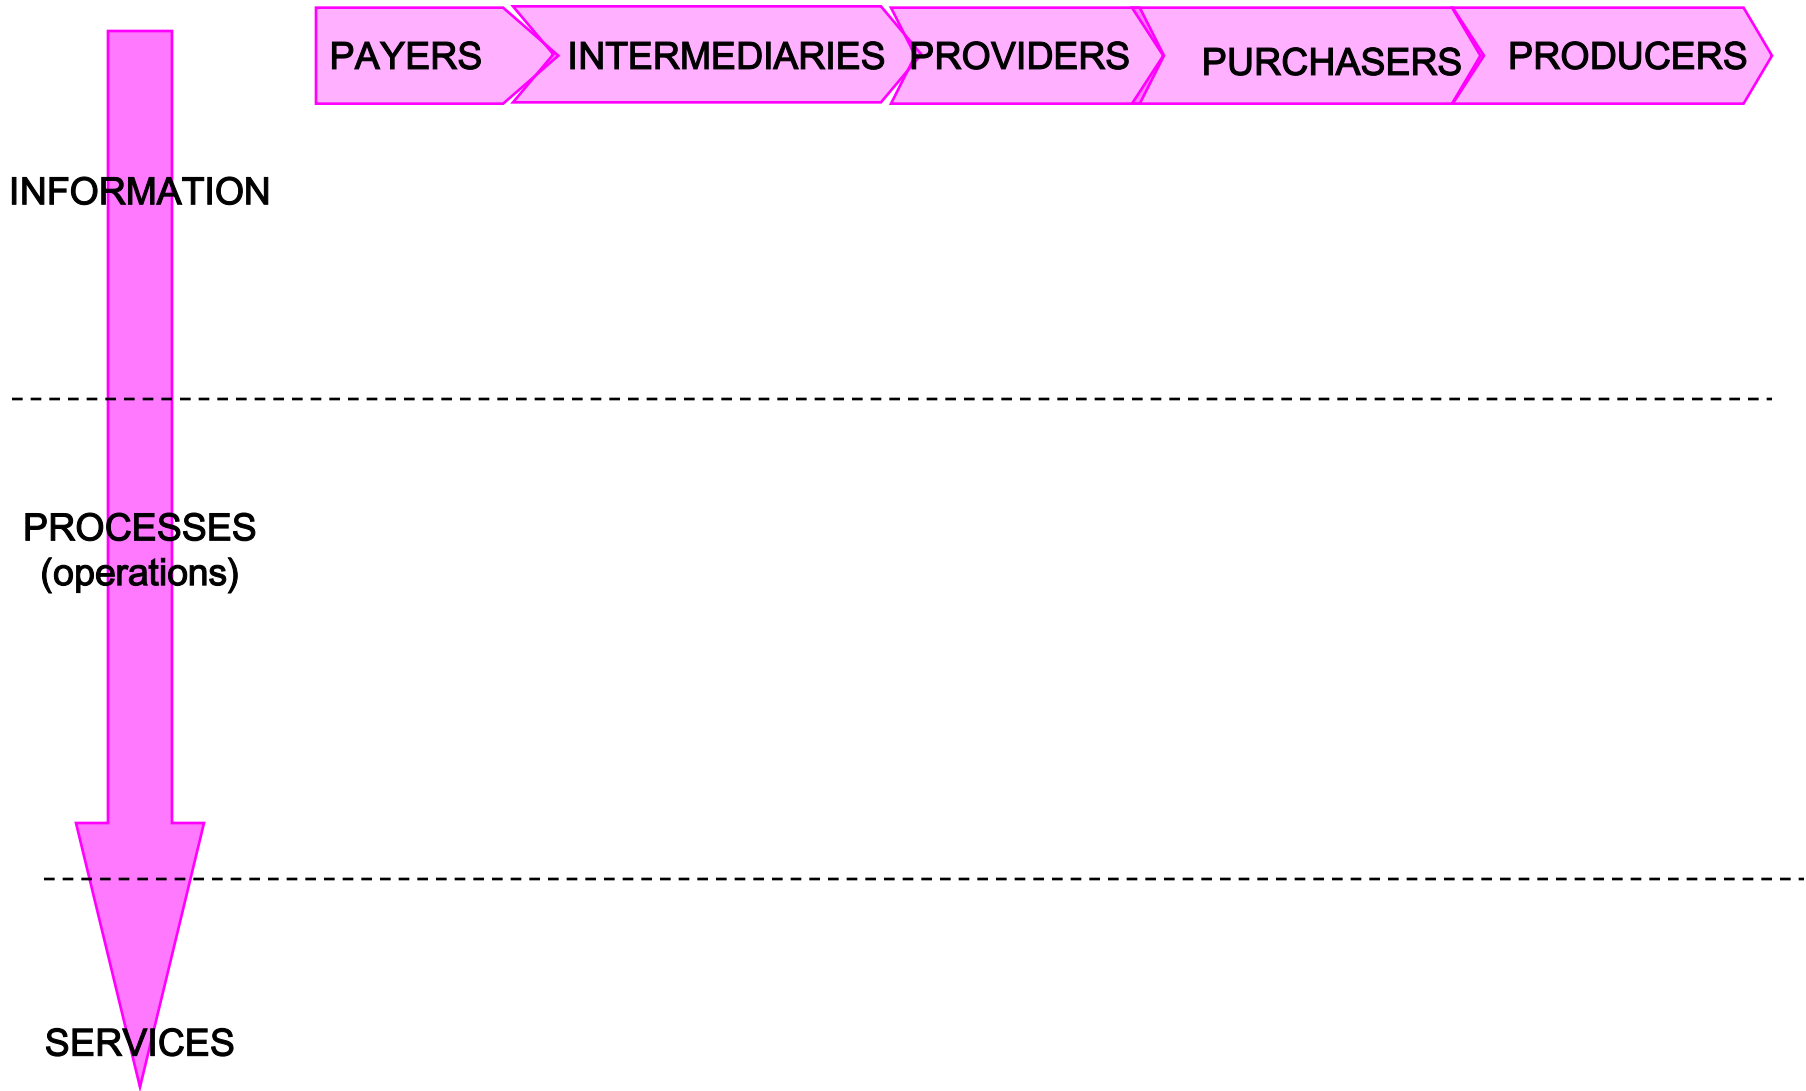 PAYERS
INTERMEDIARIES
PROVIDERS
PURCHASERS
PRODUCERS
INFORMATION
PROCESSES
(operations)
SERVICES